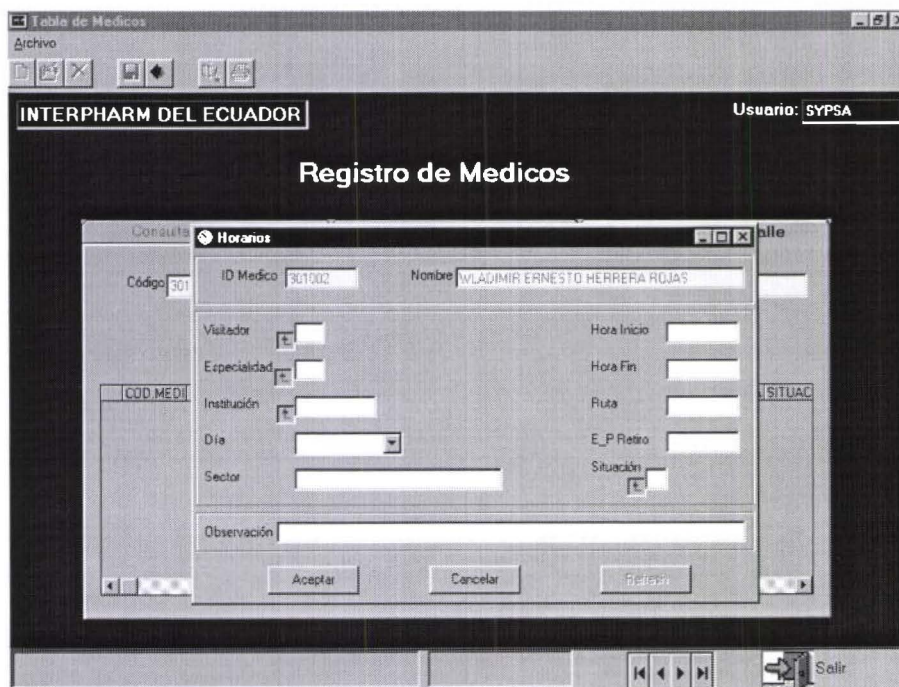 Tabla de Medicos
Archivo
INTERPHARM DEL ECUADOR
Usuario: SYPSA
Registro de Medicos
Consulta
alle
Horarios
Código 301
ID Medico 301002 Nombre WLADIMIR ERNESTO HERRERA ROJAS
Visitador Hora Inicio
Especialidad Hora Fin
Institución Ruta
Día E_P Retiro
Sector Situación
COD.MEDI SITUAC
Observación
Aceptar Cancelar
Salir